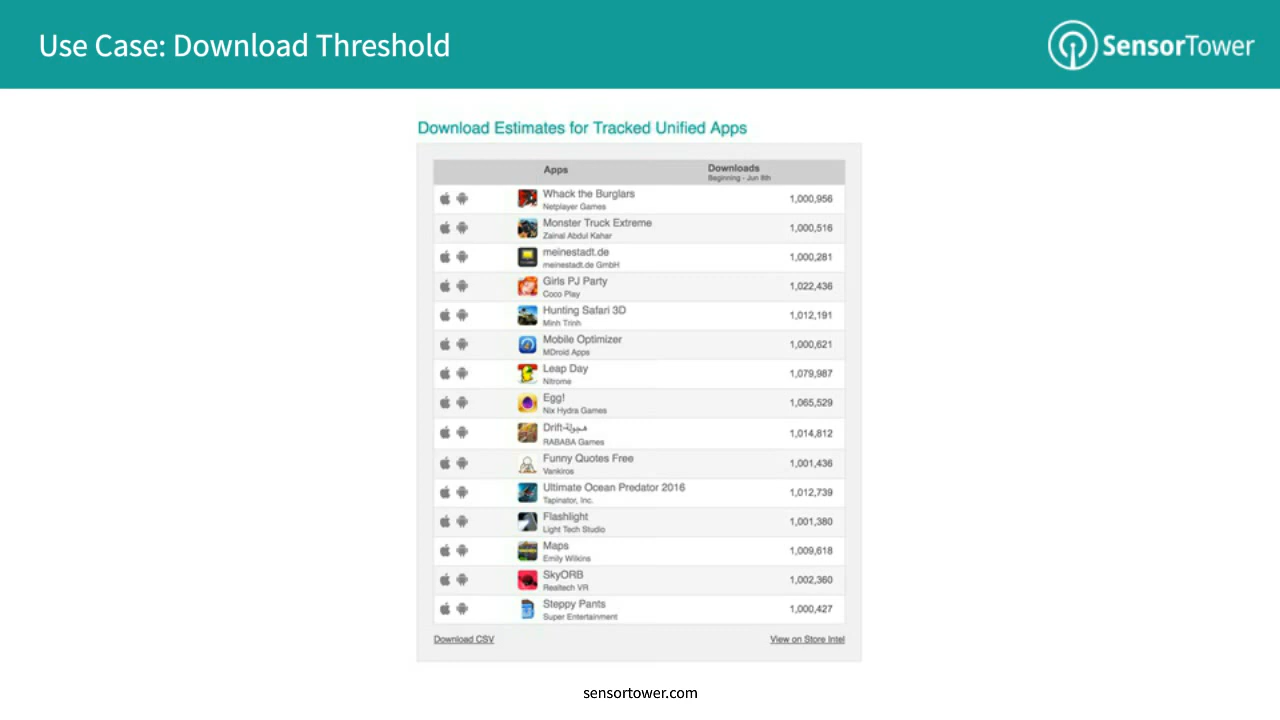 Use Case: Download Threshold
SensorTower
Download Estimates for Tracked Unified Apps
Apps Downloads
Beginning - Jun 8th
Whack the Burglars
Netplayer Games
1,000,956
Monster Truck Extreme
Zainal Abdul Kahar
1,000,516
meinestadt.de
meinestadt.de GmbH
1,000,281
Girls PJ Party
Coco Play
1,022,436
Hunting Safari 3D
Minh Trinh
1,012,191
Mobile Optimizer
MDroid Apps
1,000,621
Leap Day
Nitrome
1,079,987
Egg!
Nix Hydra Games
1,065,529
Drift-هجولة
RABABA Games
1,014,812
Funny Quotes Free
Vankiros
1,001,436
Ultimate Ocean Predator 2016
Tapinator, Inc.
1,012,739
Flashlight
Light Tech Studio
1,001,380
Maps
Emily Wilkins
1,009,618
SkyORB
Realtech VR
1,002,360
Steppy Pants
Super Entertainment
1,000,427
Download CSV View on Store Intel
sensortower.com